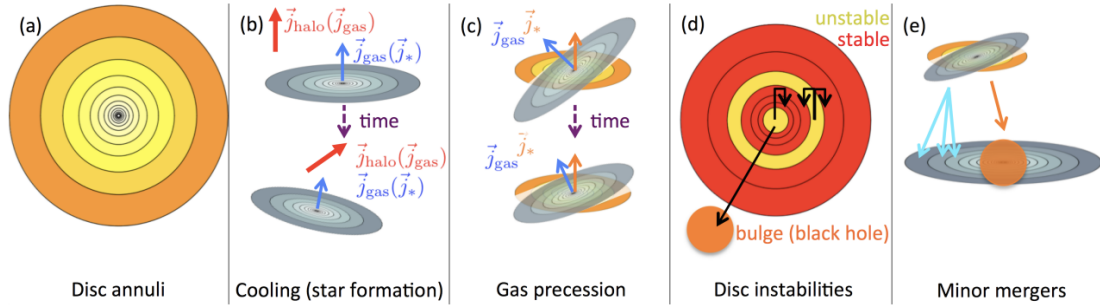 (a)
Disc annuli
(b)
j⃗halo(j⃗gas)
j⃗gas(j⃗*)
time
j⃗halo(j⃗gas)
j⃗gas(j⃗*)
Cooling (star formation)
(c)
j⃗gas j⃗*
time
j⃗gas j⃗*
Gas precession
(d)
unstable
stable
bulge (black hole)
Disc instabilities
(e)
Minor mergers